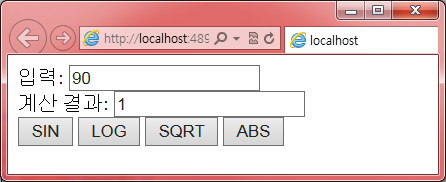 http://localhost:489
localhost
입력: 90
계산 결과: 1
SIN LOG SQRT ABS